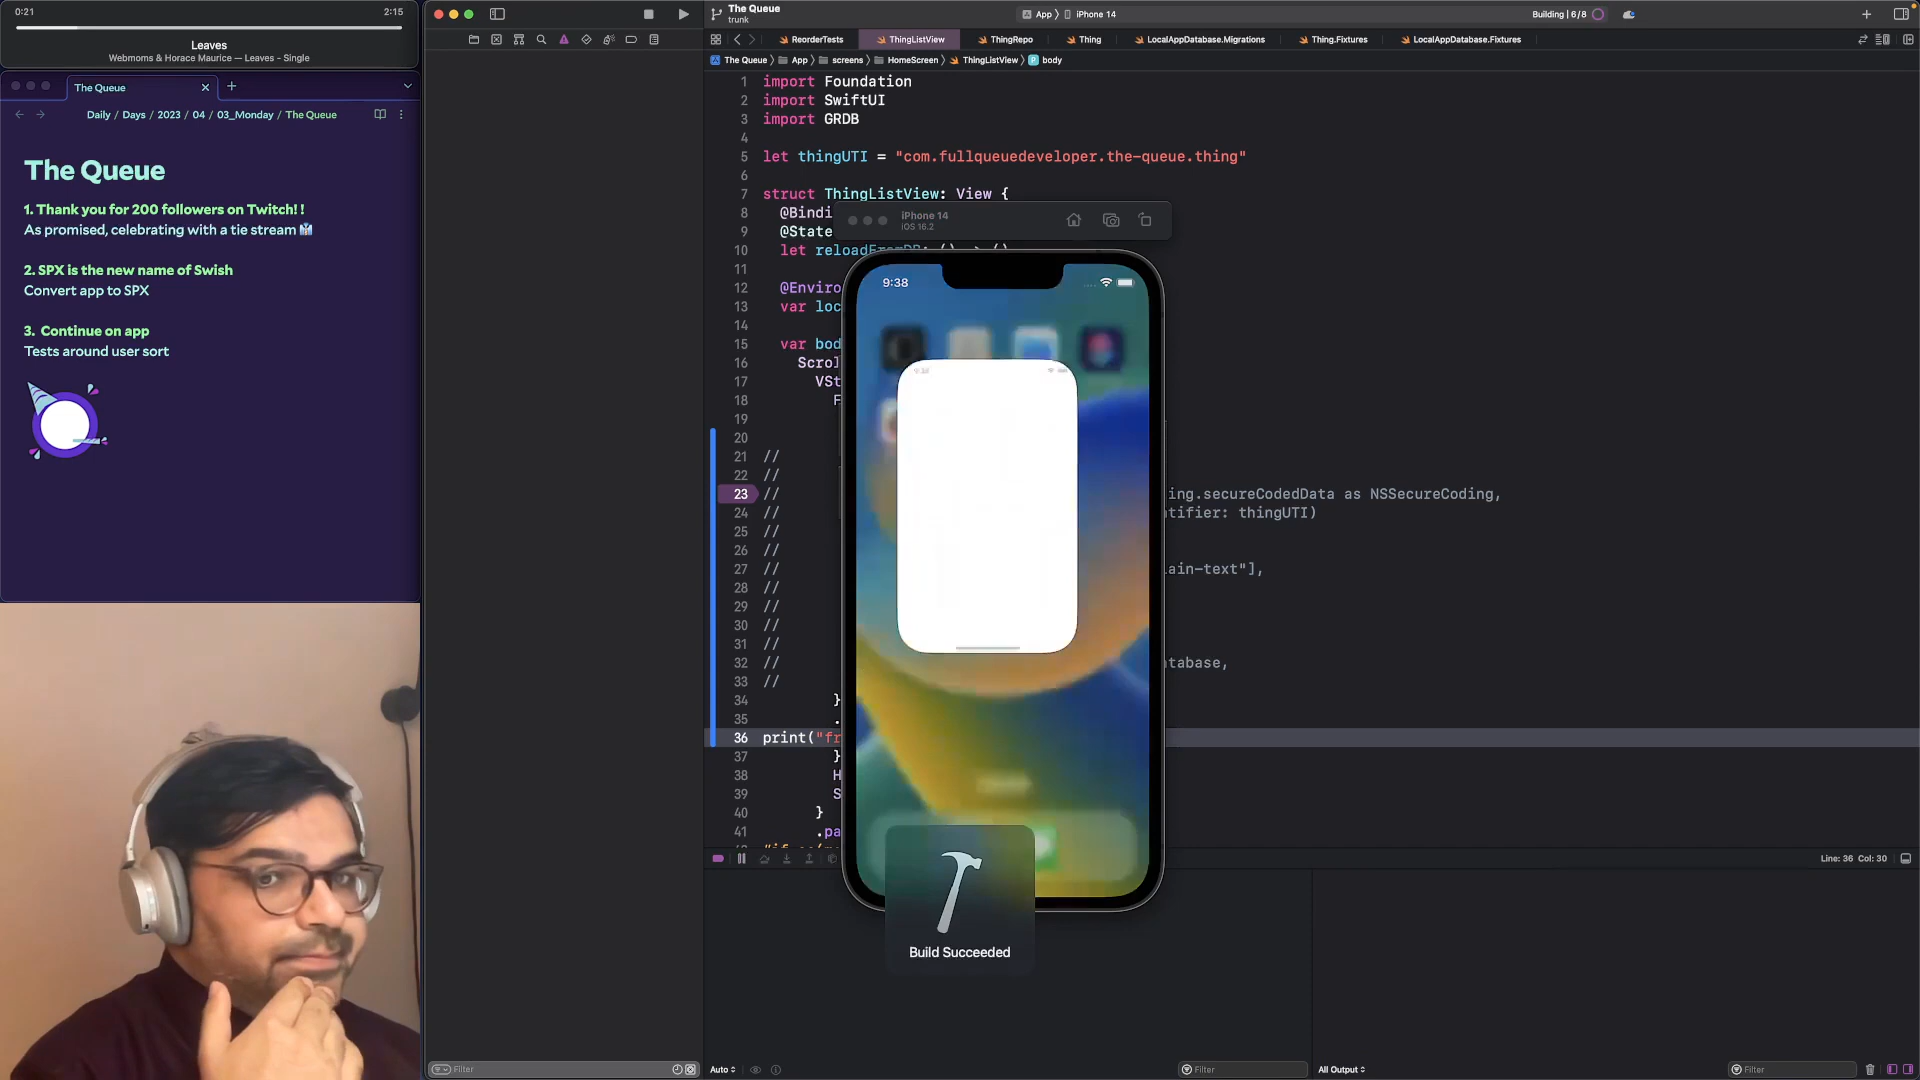 0:21
2:15
Leaves
Webmoms & Horace Maurice — Leaves - Single
The Queue
Daily / Days / 2023 / 04 / 03_Monday / The Queue
The Queue
1. Thank you for 200 followers on Twitch! !
As promised, celebrating with a tie stream 👔
2. SPX is the new name of Swish
Convert app to SPX
3. Continue on app
Tests around user sort
Filter
The Queue
trunk
App
iPhone 14
Building | 6/8
ReorderTests
ThingListView
ThingRepo
Thing
LocalAppDatabase.Migrations
Thing.Fixtures
LocalAppDatabase.Fixtures
The Queue
App
screens
HomeScreen
ThingListView
P body
1 import Foundation
2 import SwiftUI
3 import GRDB
4
5 let thingUTI = "com.fullqueuedeveloper.the-queue.thing"
6
7 struct ThingListView: View {
8 @Bindi
9 @State
10 let reloadFromDB: () -> ()
11
12 @Enviro
13 var loc
14
15 var bod
16 Scrol
17 VSt
18 F
19
20
21 //
22 //
23 // ing.secureCodedData as NSSecureCoding,
24 // tifier: thingUTI)
25 //
26 //
27 // lain-text"],
28 //
29 //
30 //
31 //
32 // atabase,
33 //
34 }
35 .
36 print("fr
37 }
38 H
39 S
40 }
41 .pa
iPhone 14
iOS 16.2
9:38
Build Succeeded
Line: 36 Col: 30
Auto
Filter
All Output
Filter